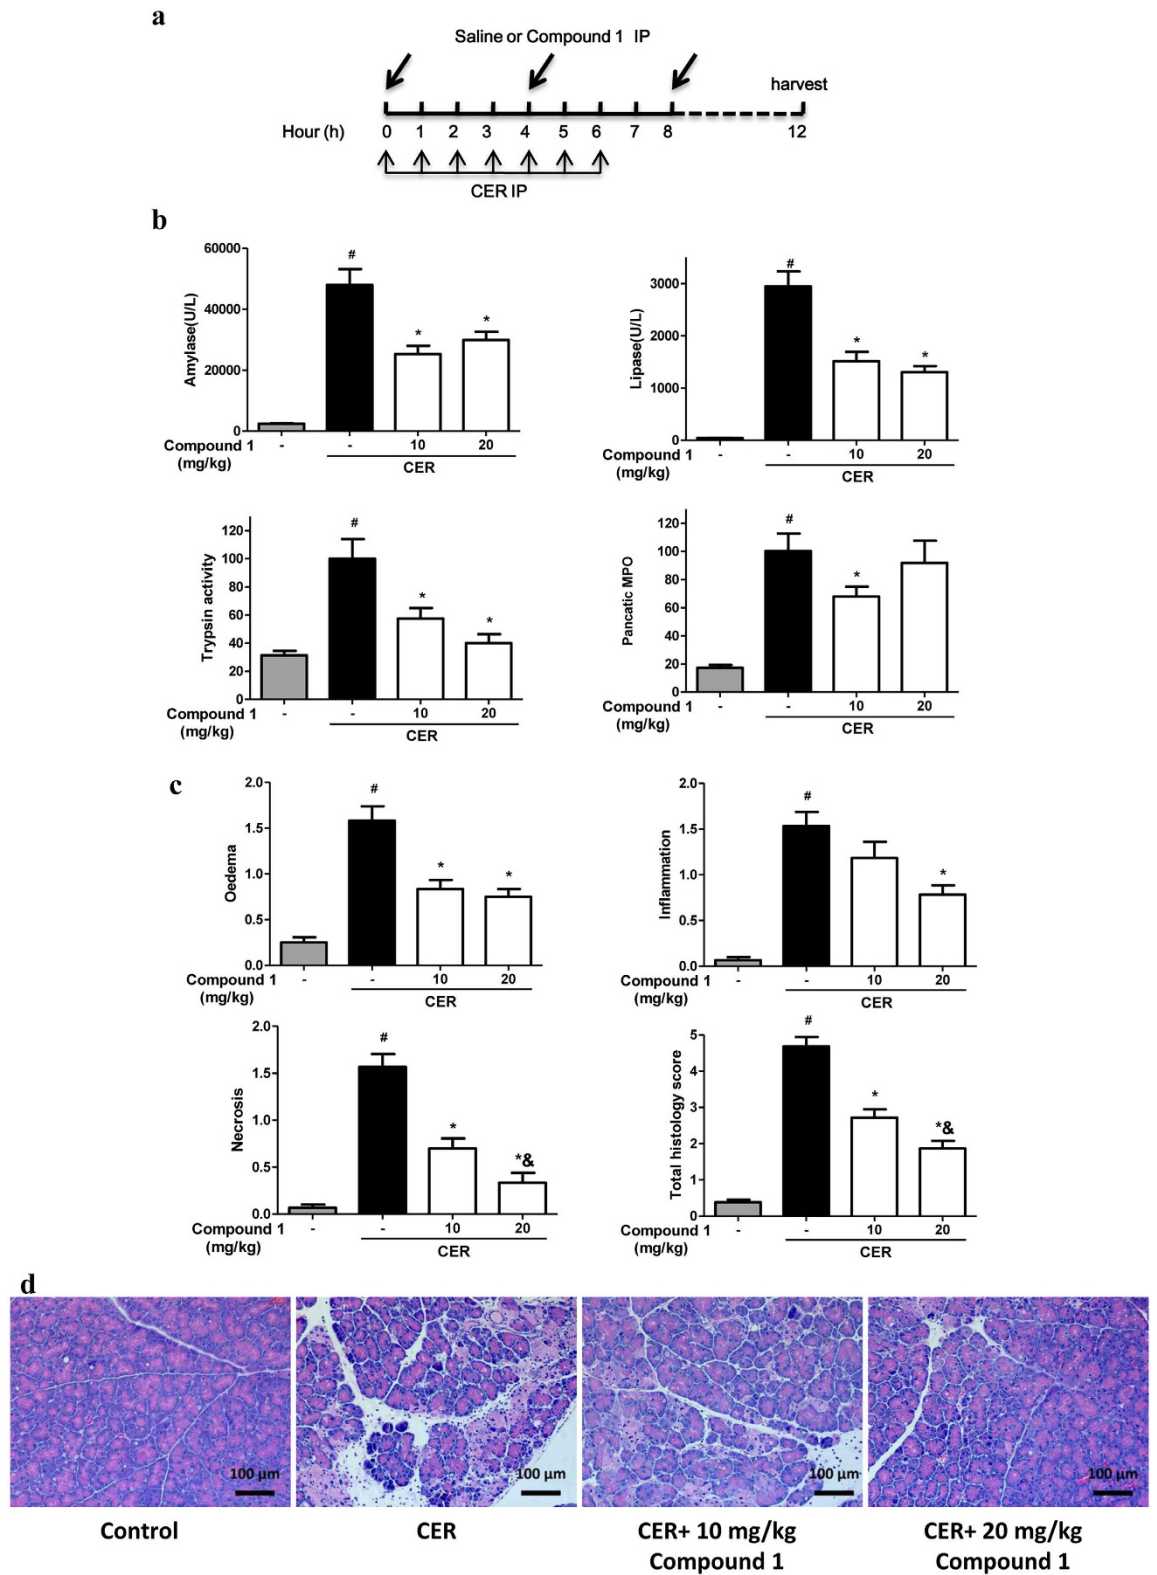 a
Saline or Compound 1 IP
harvest
Hour (h) 0 1 2 3 4 5 6 7 8 12
CER IP
b
60000
40000
20000
0
Amylase(U/L)
#
*
*
Compound 1 - - 10 20
(mg/kg)
CER
3000
2000
1000
0
Lipase(U/L)
#
*
*
Compound 1 - - 10 20
(mg/kg)
CER
120
100
80
60
40
20
0
Trypsin activity
#
*
*
Compound 1 - - 10 20
(mg/kg)
CER
120
100
80
60
40
20
0
Pancatic MPO
#
*
Compound 1 - - 10 20
(mg/kg)
CER
c
2.0
1.5
1.0
0.5
0.0
Oedema
#
*
*
Compound 1 - - 10 20
(mg/kg)
CER
2.0
1.5
1.0
0.5
0.0
Inflammation
#
*
Compound 1 - - 10 20
(mg/kg)
CER
2.0
1.5
1.0
0.5
0.0
Necrosis
#
*
*&
Compound 1 - - 10 20
(mg/kg)
CER
5
4
3
2
1
0
Total histology score
#
*
*&
Compound 1 - - 10 20
(mg/kg)
CER
d
100 µm
100 µm
100 µm
100 µm
Control
CER
CER+ 10 mg/kg
Compound 1
CER+ 20 mg/kg
Compound 1